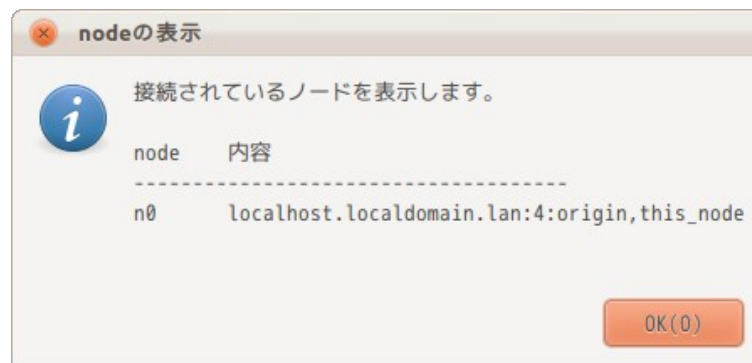 nodeの表示
接続されているノードを表示します。
node 内容
-------------------------------------
n0 localhost.localdomain.lan:4:origin,this_node
OK(O)